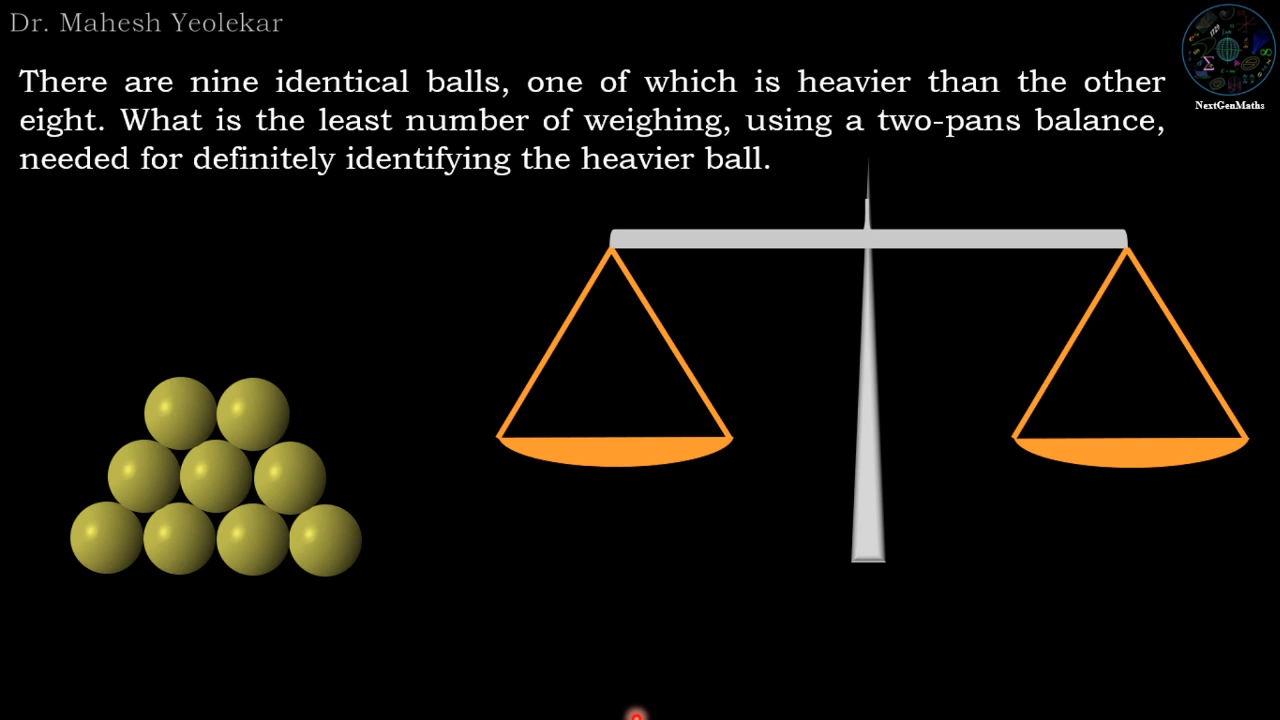 Dr. Mahesh Yeolekar
There are nine identical balls, one of which is heavier than the other
eight. What is the least number of weighing, using a two-pans balance,
needed for definitely identifying the heavier ball.
NextGenMaths